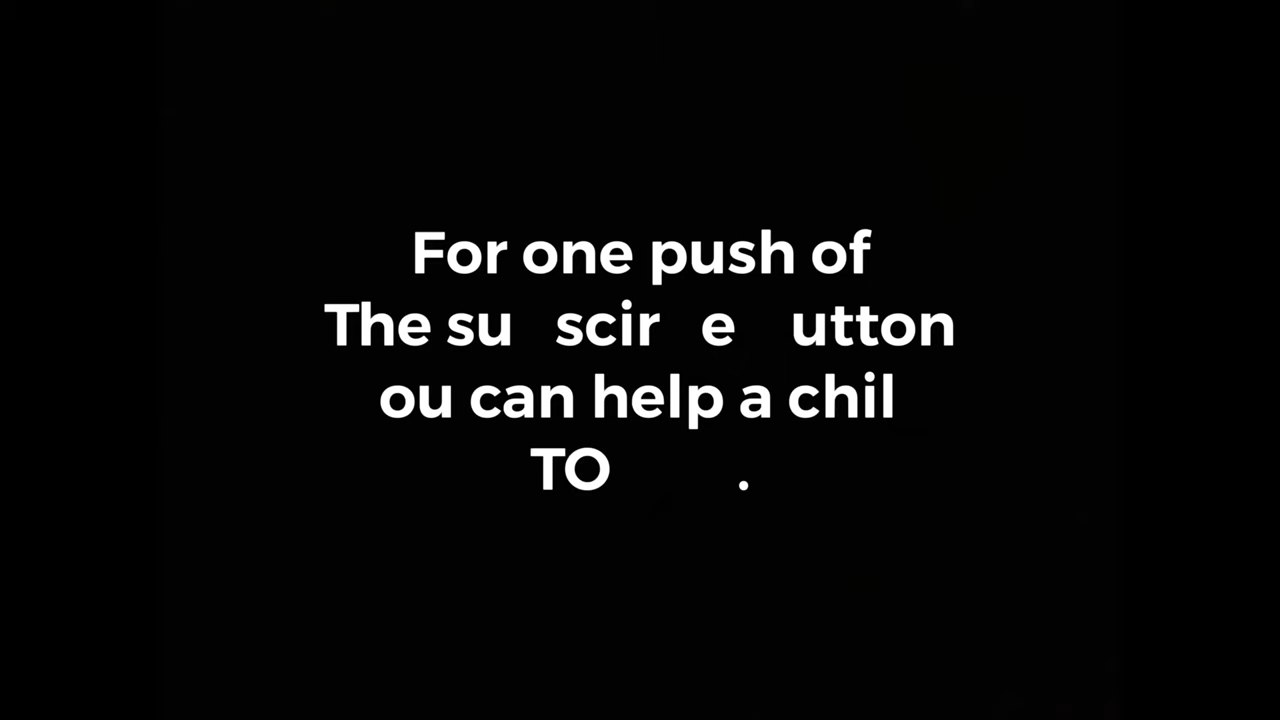 For one push of
The su scir e utton
ou can help a chil
TO .